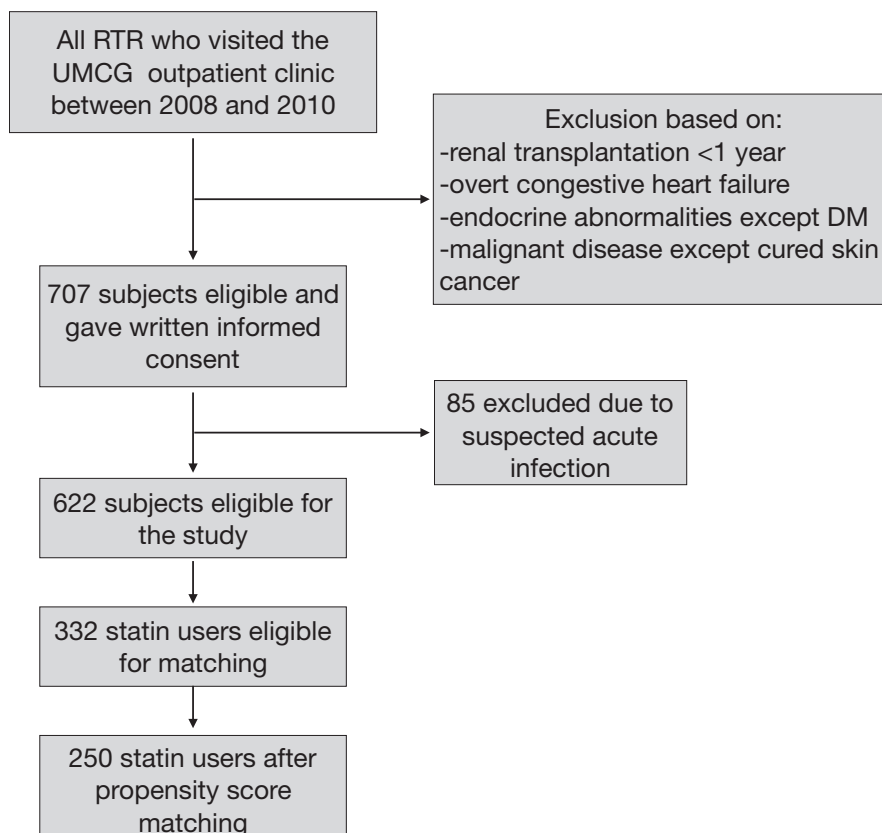 All RTR who visited the
UMCG outpatient clinic
between 2008 and 2010
Exclusion based on:
-renal transplantation <1 year
-overt congestive heart failure
-endocrine abnormalities except DM
-malignant disease except cured skin
cancer
707 subjects eligible and
gave written informed
consent
85 excluded due to
suspected acute
infection
622 subjects eligible for
the study
332 statin users eligible
for matching
250 statin users after
propensity score
matching